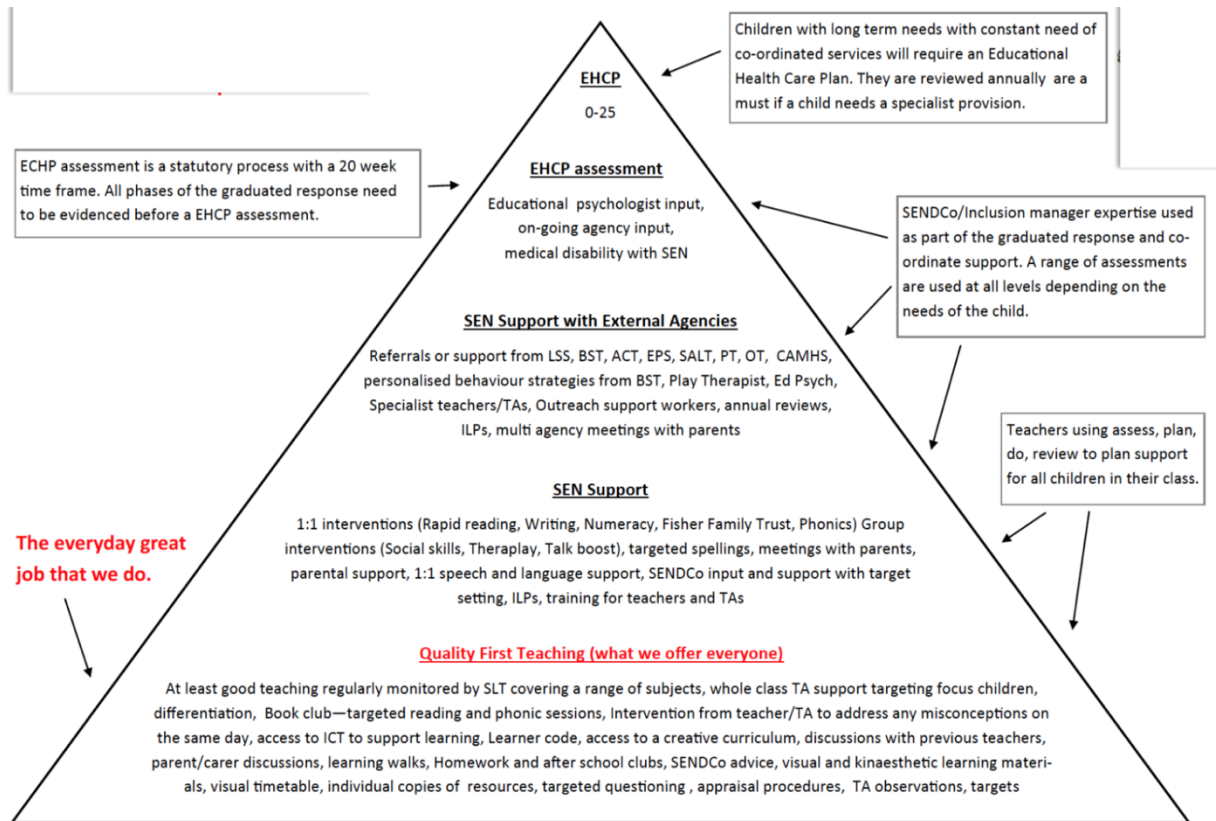 Children with long term needs with constant need of
co-ordinated services will require an Educational
Health Care Plan. They are reviewed annually  are a
must if a child needs a specialist provision.
EHCP
0-25
ECHP assessment is a statutory process with a 20 week
time frame. All phases of the graduated response need
to be evidenced before a EHCP assessment.
EHCP assessment
Educational  psychologist input,
on-going agency input,
medical disability with SEN
SENDCo/Inclusion manager expertise used
as part of the graduated response and co-
ordinate support. A range of assessments
are used at all levels depending on the
needs of the child.
SEN Support with External Agencies
Referrals or support from LSS, BST, ACT, EPS, SALT, PT, OT,  CAMHS,
personalised behaviour strategies from BST, Play Therapist, Ed Psych,
Specialist teachers/TAs, Outreach support workers, annual reviews,
ILPs, multi agency meetings with parents
Teachers using assess, plan,
do, review to plan support
for all children in their class.
SEN Support
1:1 interventions (Rapid reading, Writing, Numeracy, Fisher Family Trust, Phonics) Group
interventions (Social skills, Theraplay, Talk boost), targeted spellings, meetings with parents,
parental support, 1:1 speech and language support, SENDCo input and support with target
setting, ILPs, training for teachers and TAs
The everyday great
job that we do.
Quality First Teaching (what we offer everyone)
At least good teaching regularly monitored by SLT covering a range of subjects, whole class TA support targeting focus children,
differentiation,  Book club—targeted reading and phonic sessions, Intervention from teacher/TA to address any misconceptions on
the same day, access to ICT to support learning, Learner code, access to a creative curriculum, discussions with previous teachers,
parent/carer discussions, learning walks, Homework and after school clubs, SENDCo advice, visual and kinaesthetic learning materi-
als, visual timetable, individual copies of  resources, targeted questioning , appraisal procedures,  TA observations, targets